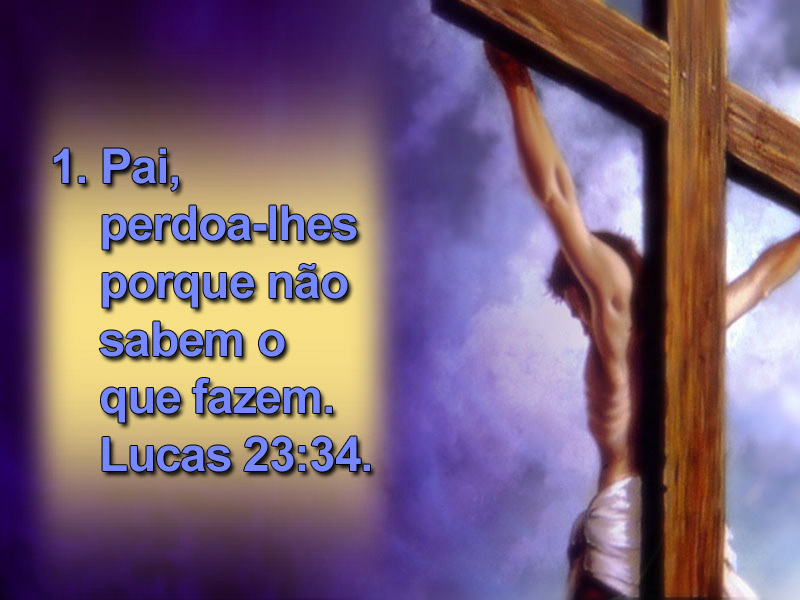 1. Pai,
perdoa-lhes
porque não
sabem o
que fazem.
Lucas 23:34.